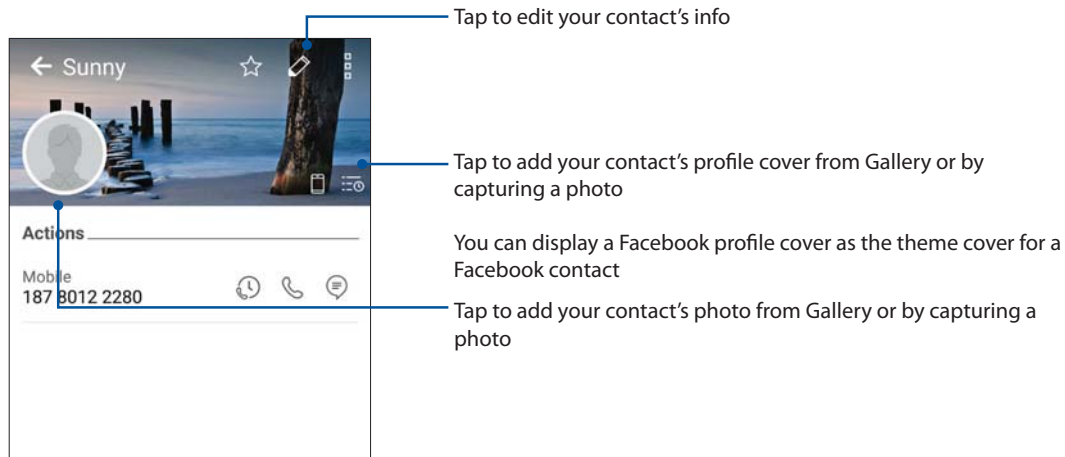 Tap to edit your contact's info
Sunny
Tap to add your contact's profile cover from Gallery or by
capturing a photo
You can display a Facebook profile cover as the theme cover for a
Facebook contact
Tap to add your contact's photo from Gallery or by capturing a
photo
Actions
Mobile
187 8012 2280